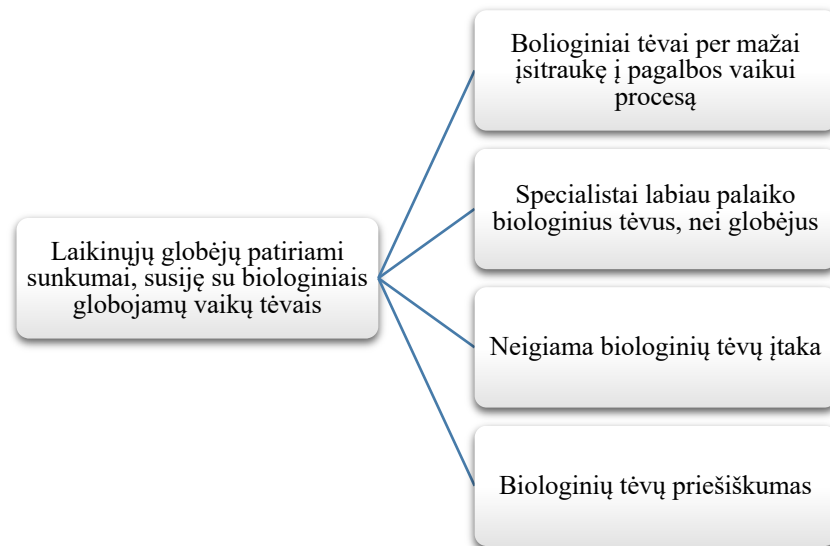 Bolioginiai tėvai per mažai
įsitraukę į pagalbos vaikui
procesą
Specialistai labiau palaiko
biologinius tėvus, nei globėjus
Laikinųjų globėjų patiriami
sunkumai, susiję su biologiniais
globojamų vaikų tėvais
Neigiama biologinių tėvų įtaka
Biologinių tėvų priešiškumas